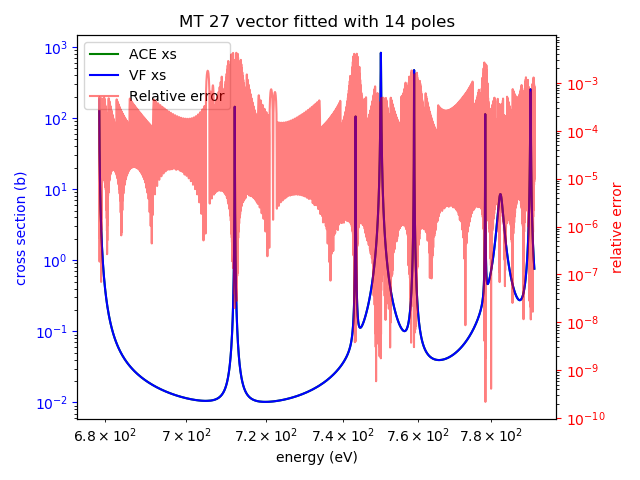 MT 27 vector fitted with 14 poles
ACE xs
VF xs
Relative error
cross section (b)
10³
10²
10¹
10⁰
10⁻¹
10⁻²
relative error
10⁻³
10⁻⁴
10⁻⁵
10⁻⁶
10⁻⁷
10⁻⁸
10⁻⁹
10⁻¹⁰
6.8 × 10² 7 × 10² 7.2 × 10² 7.4 × 10² 7.6 × 10² 7.8 × 10²
energy (eV)